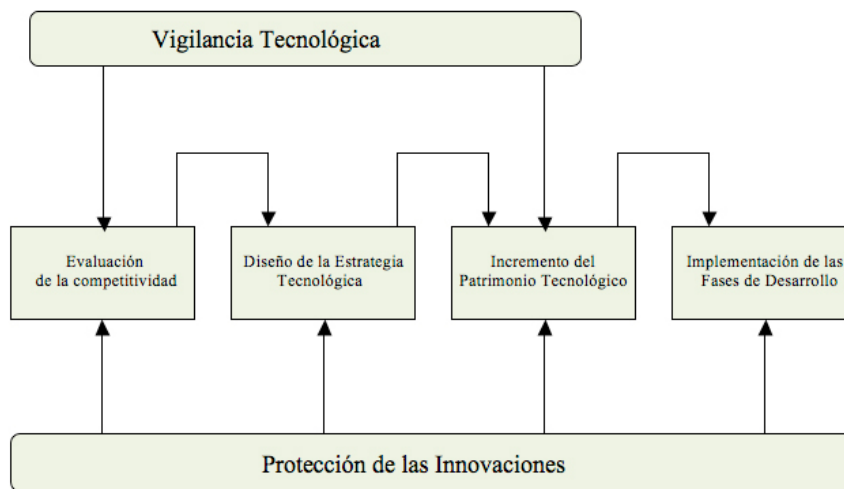 Vigilancia Tecnológica
Evaluación
de la competitividad
Diseño de la Estrategia
Tecnológica
Incremento del
Patrimonio Tecnológico
Implementación de las
Fases de Desarrollo
Protección de las Innovaciones